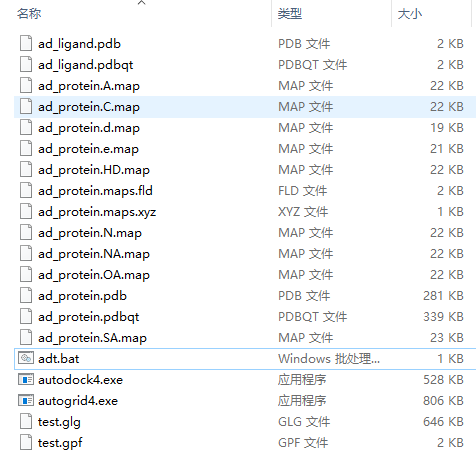 名称 类型 大小
ad_ligand.pdb PDB 文件 2 KB
ad_ligand.pdbqt PDBQT 文件 2 KB
ad_protein.A.map MAP 文件 22 KB
ad_protein.C.map MAP 文件 22 KB
ad_protein.d.map MAP 文件 19 KB
ad_protein.e.map MAP 文件 21 KB
ad_protein.HD.map MAP 文件 22 KB
ad_protein.maps.fld FLD 文件 2 KB
ad_protein.maps.xyz XYZ 文件 1 KB
ad_protein.N.map MAP 文件 22 KB
ad_protein.NA.map MAP 文件 22 KB
ad_protein.OA.map MAP 文件 22 KB
ad_protein.pdb PDB 文件 281 KB
ad_protein.pdbqt PDBQT 文件 339 KB
ad_protein.SA.map MAP 文件 23 KB
adt.bat Windows 批处理... 1 KB
autodock4.exe 应用程序 528 KB
autogrid4.exe 应用程序 806 KB
test.glg GLG 文件 646 KB
test.gpf GPF 文件 2 KB